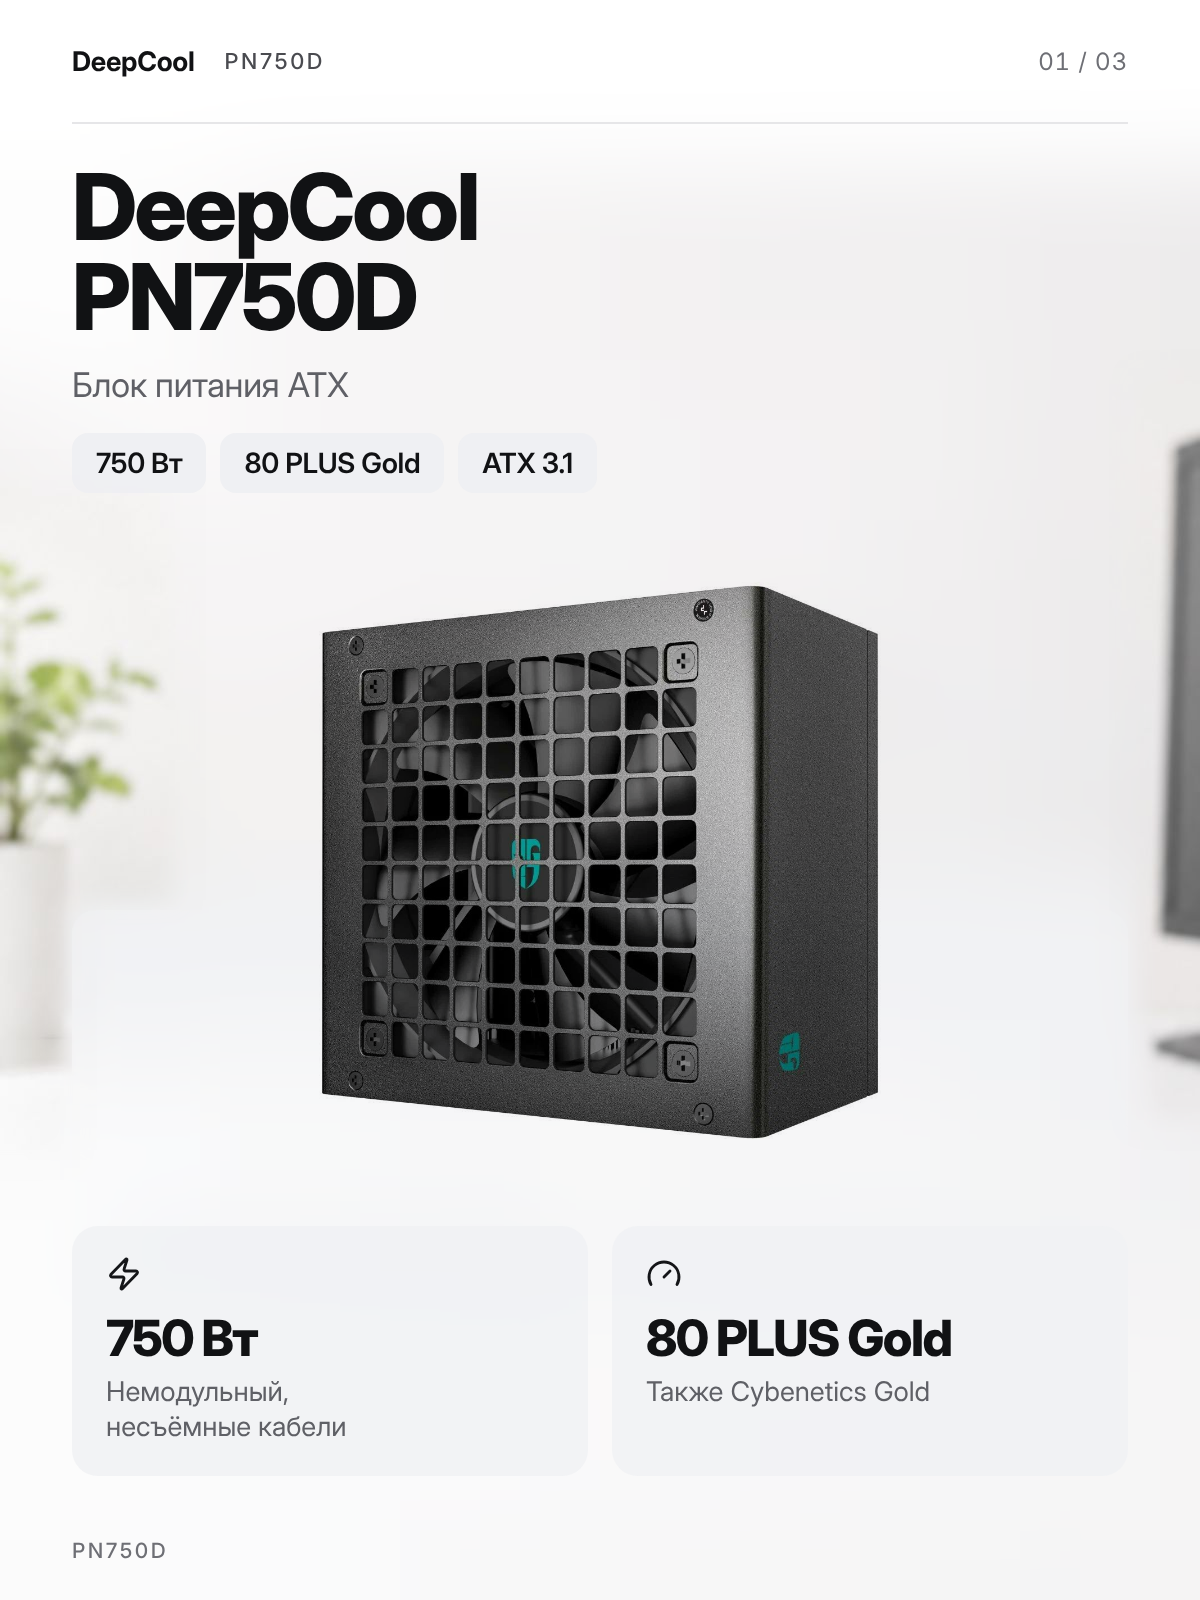 DeepCool PN750D 01 / 03
DeepCool
PN750D
Блок питания ATX
750 Вт 80 PLUS Gold ATX 3.1
750 Вт
Немодульный,
несъёмные кабели
80 PLUS Gold
Также Cybenetics Gold
PN750D